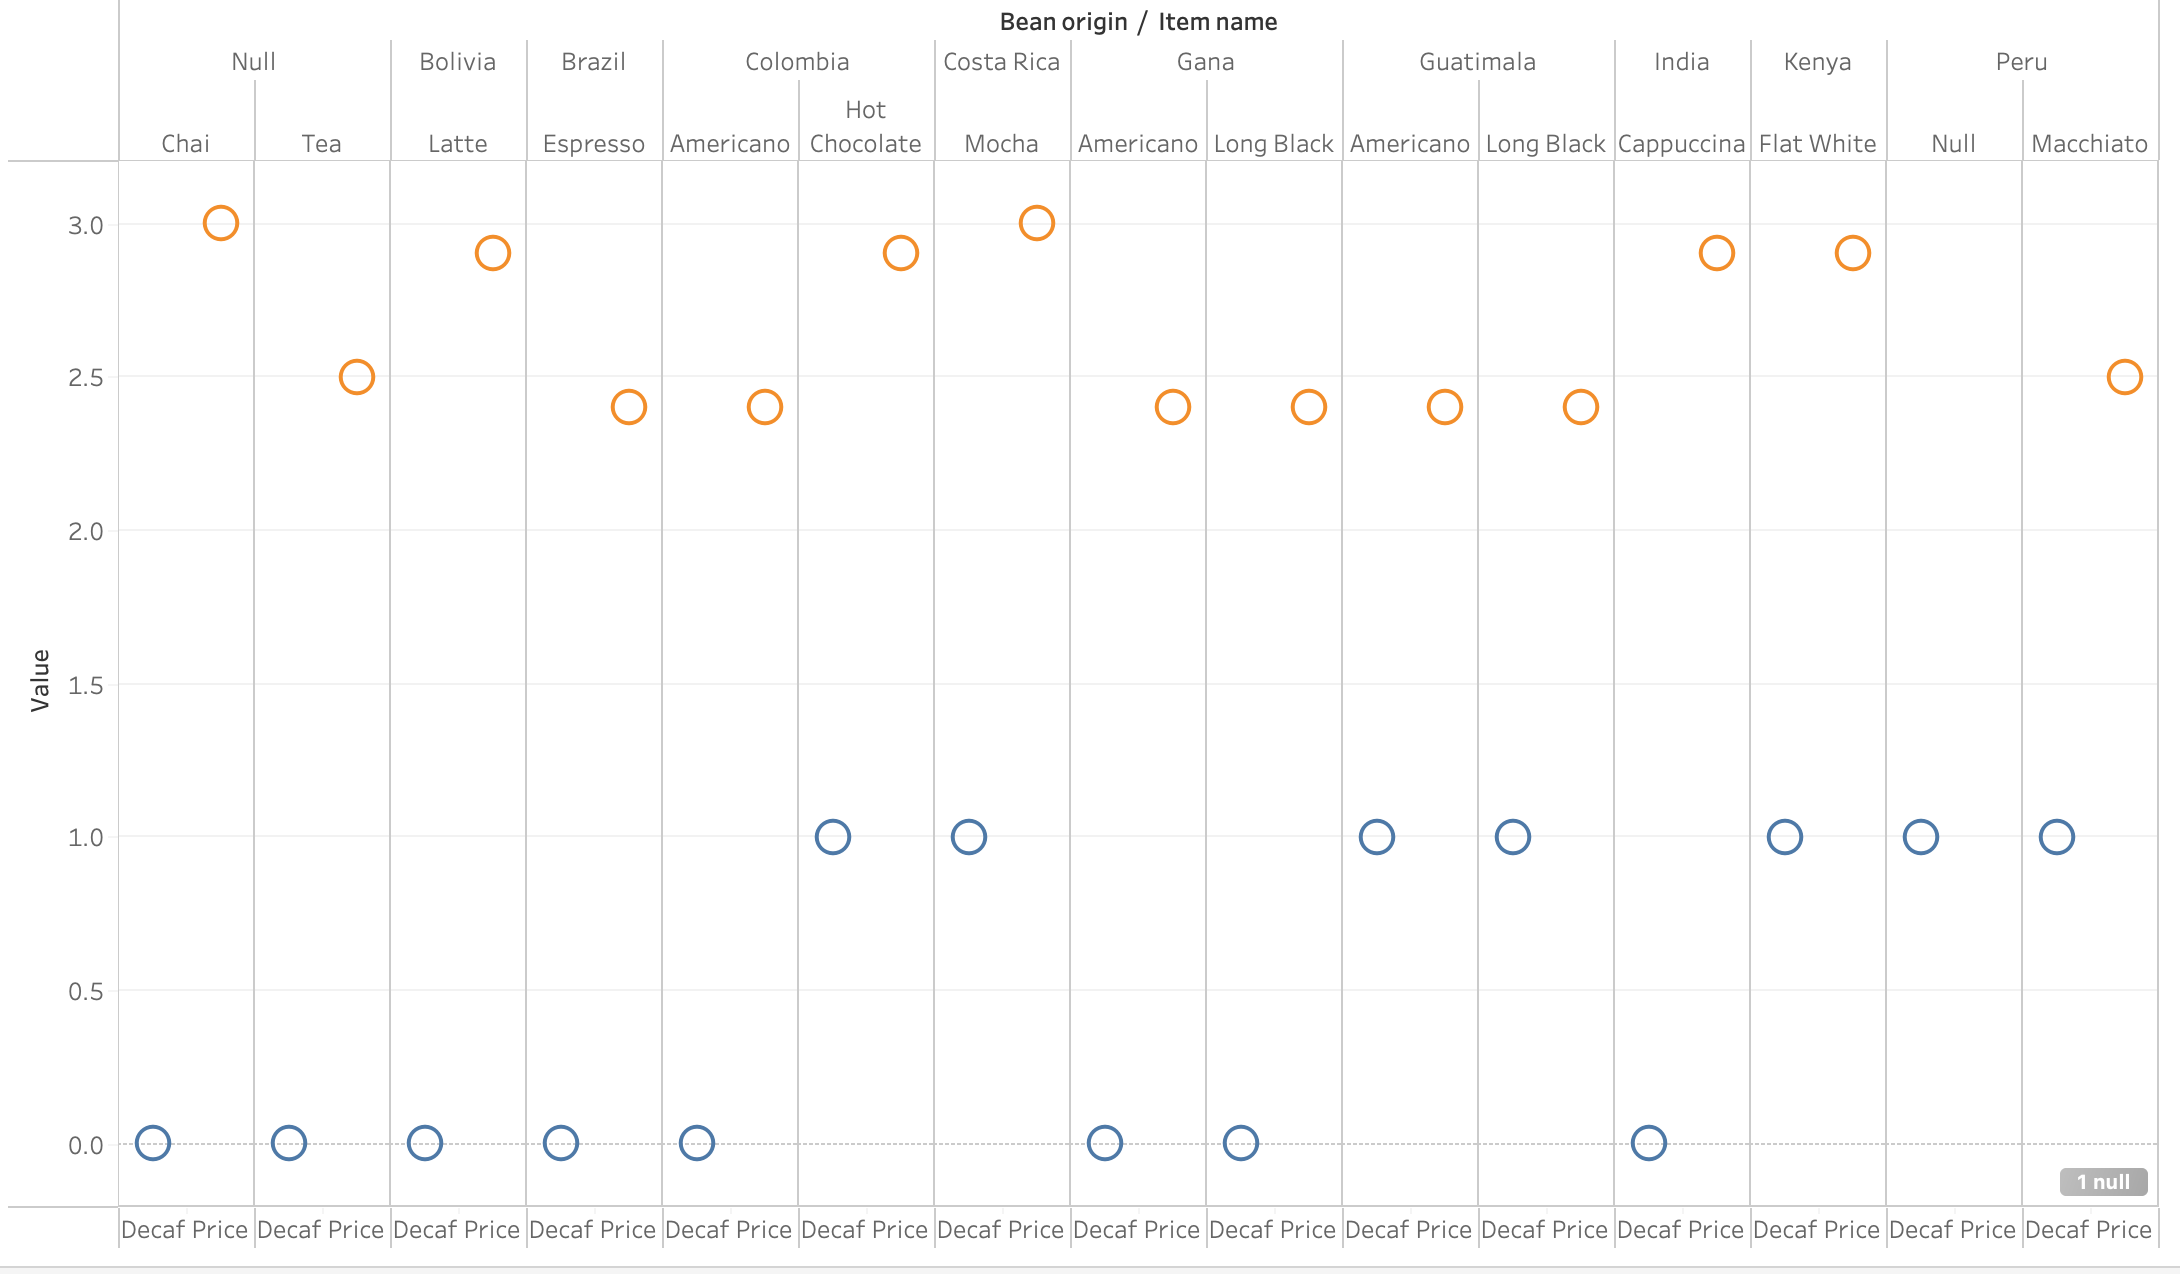 Bean origin / Item name
Null Bolivia Brazil Colombia Costa Rica Gana Guatimala India Kenya Peru
Hot
Chai Tea Latte Espresso Americano Chocolate Mocha Americano Long Black Americano Long Black Cappuccina Flat White Null Macchiato
3.0
2.5
2.0
1.5
1.0
0.5
0.0
Value
1 null
Decaf Price Decaf Price Decaf Price Decaf Price Decaf Price Decaf Price Decaf Price Decaf Price Decaf Price Decaf Price Decaf Price Decaf Price Decaf Price Decaf Price Decaf Price